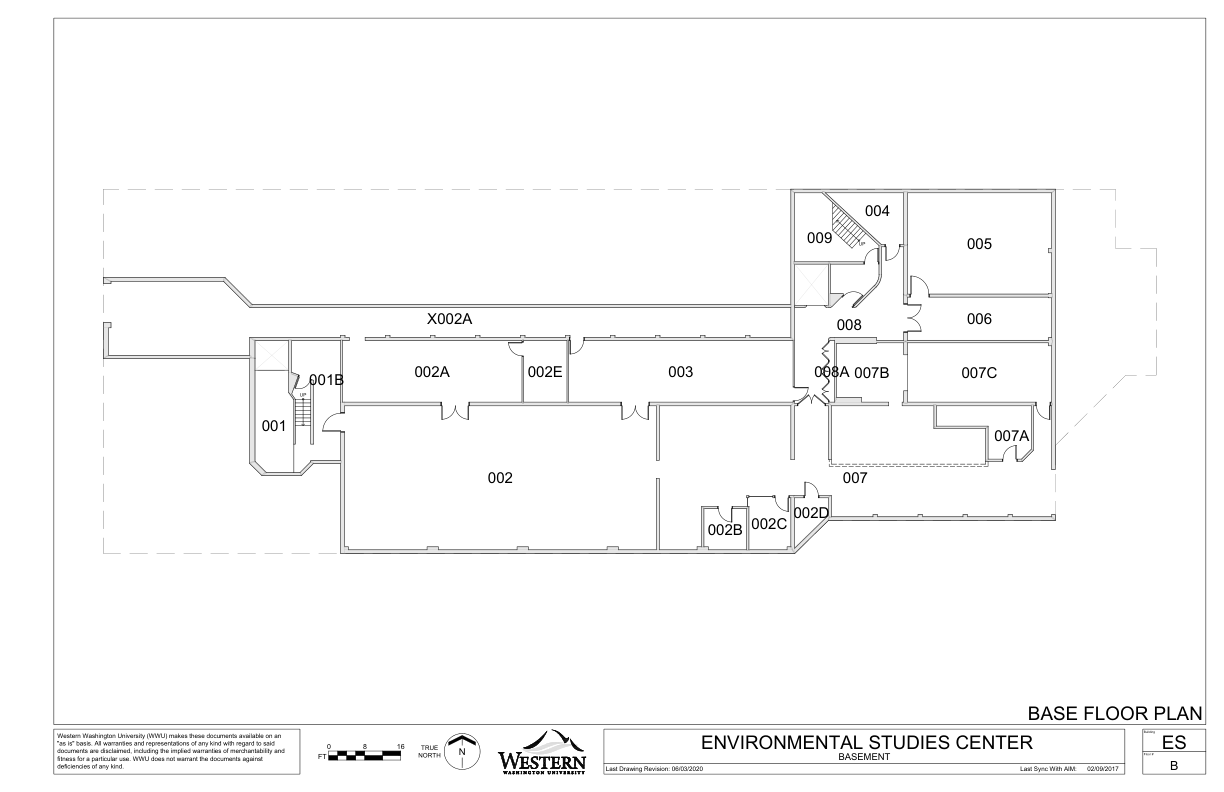 004
009
UP
005
X002A
008
006
001B
002A
002E
003
008A
007B
007C
UP
001
007A
002
007
002B
002C
002D
BASE FLOOR PLAN
Western Washington University (WWU) makes these documents available on an
"as is" basis. All warranties and representations of any kind with regard to said
documents are disclaimed, including the implied warranties of merchantability and
fitness for a particular use. WWU does not warrant the documents against
deficiencies of any kind.
0 8 16
FT
TRUE
NORTH
N
WESTERN
WASHINGTON UNIVERSITY
ENVIRONMENTAL STUDIES CENTER
BASEMENT
Last Drawing Revision: 06/03/2020
Last Sync With AIM: 02/09/2017
Building
ES
B